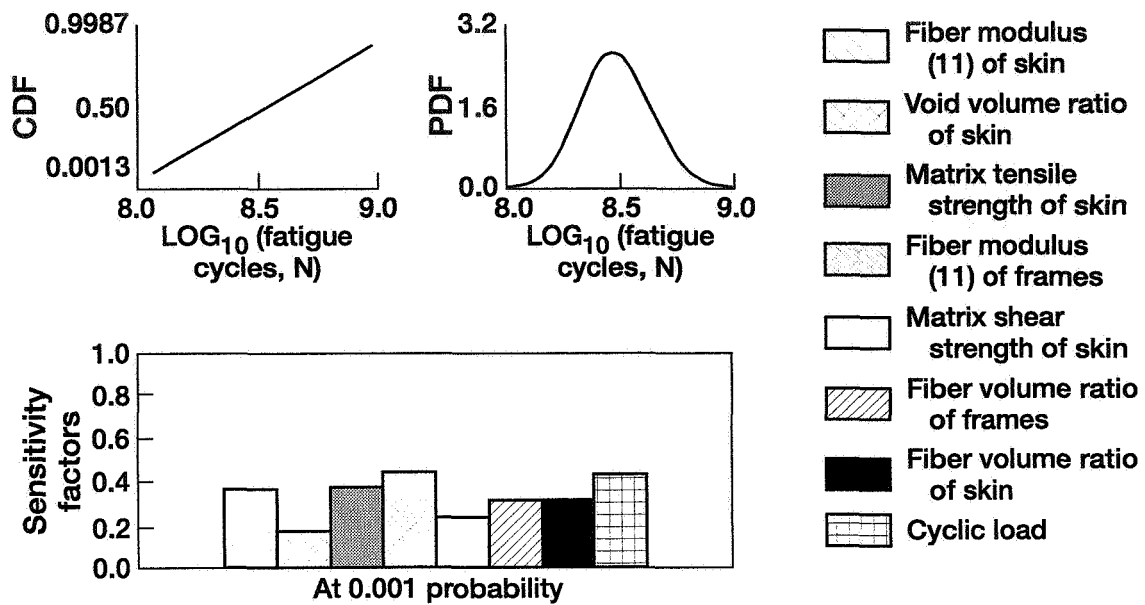 0.9987
0.50
0.0013
CDF
8.0 8.5 9.0
LOG10 (fatigue
cycles, N)
3.2
1.6
0.0
PDF
8.0 8.5 9.0
LOG10 (fatigue
cycles, N)
Fiber modulus
(11) of skin
Void volume ratio
of skin
Matrix tensile
strength of skin
Fiber modulus
(11) of frames
Matrix shear
strength of skin
Fiber volume ratio
of frames
Fiber volume ratio
of skin
Cyclic load
Sensitivity
factors
1.0
0.8
0.6
0.4
0.2
0.0
At 0.001 probability